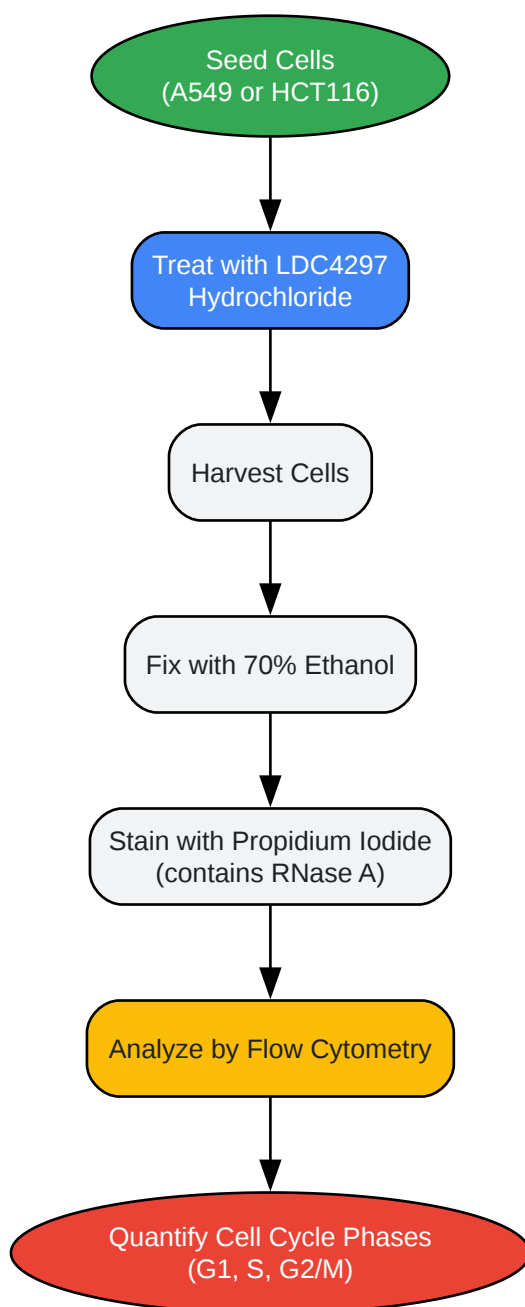 Seed Cells
(A549 or HCT116)
Treat with LDC4297
Hydrochloride
Harvest Cells
Fix with 70% Ethanol
Stain with Propidium Iodide
(contains RNase A)
Analyze by Flow Cytometry
Quantify Cell Cycle Phases
(G1, S, G2/M)